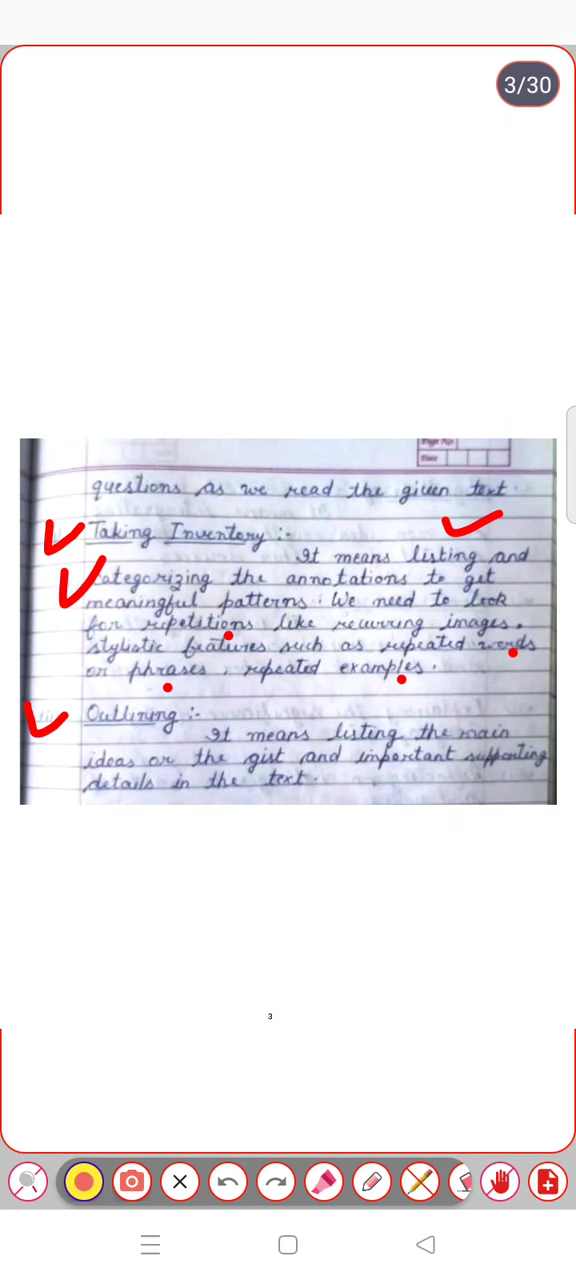 3/30
Page No
Date
questions as we read the given text.
Taking Inventory :-
It means listing and
categorizing the annotations to get
meaningful patterns. We need to look
for repetitions like recurring images,
stylistic features such as repeated words
or phrases, repeated examples.
Outlining :-
It means listing the main
ideas or the gist and important supporting
details in the text.
3